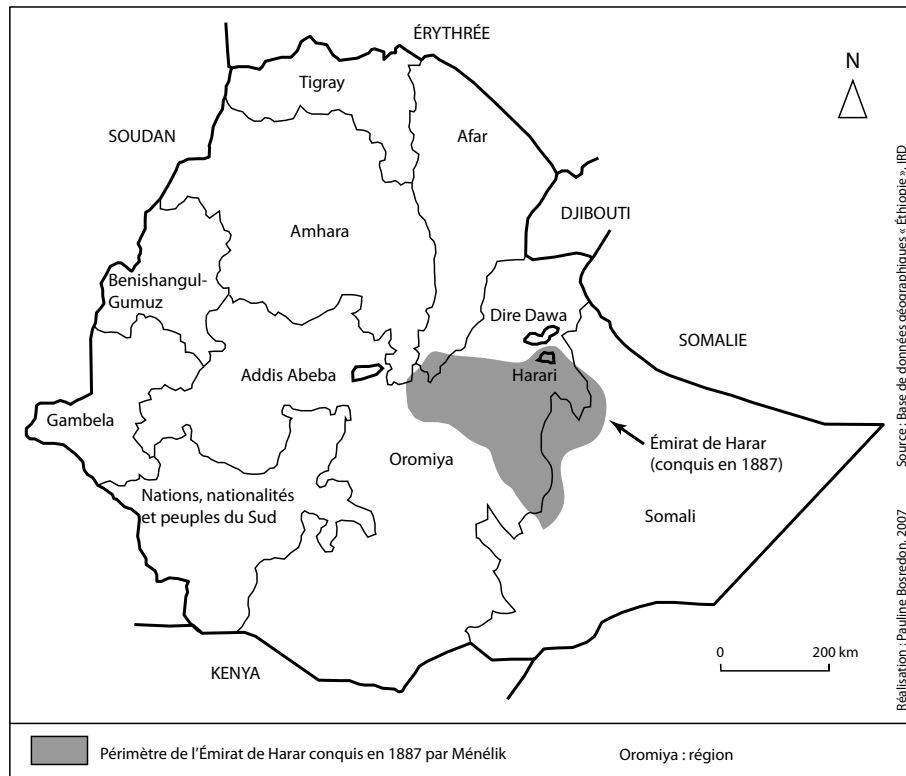 ÉRYTHRÉE
N
Tigray
SOUDAN
Afar
DJIBOUTI
Amhara
Benishangul-
Gumuz
Dire Dawa
SOMALIE
Addis Abeba
Harari
Gambela
Émirat de Harar
(conquis en 1887)
Oromiya
Nations, nationalités
et peuples du Sud
Somali
0 200 km
KENYA
Source : Base de données géographiques « Éthiopie », IRD
Réalisation : Pauline Bosredon, 2007
Périmètre de l'Émirat de Harar conquis en 1887 par Ménélik
Oromiya : région